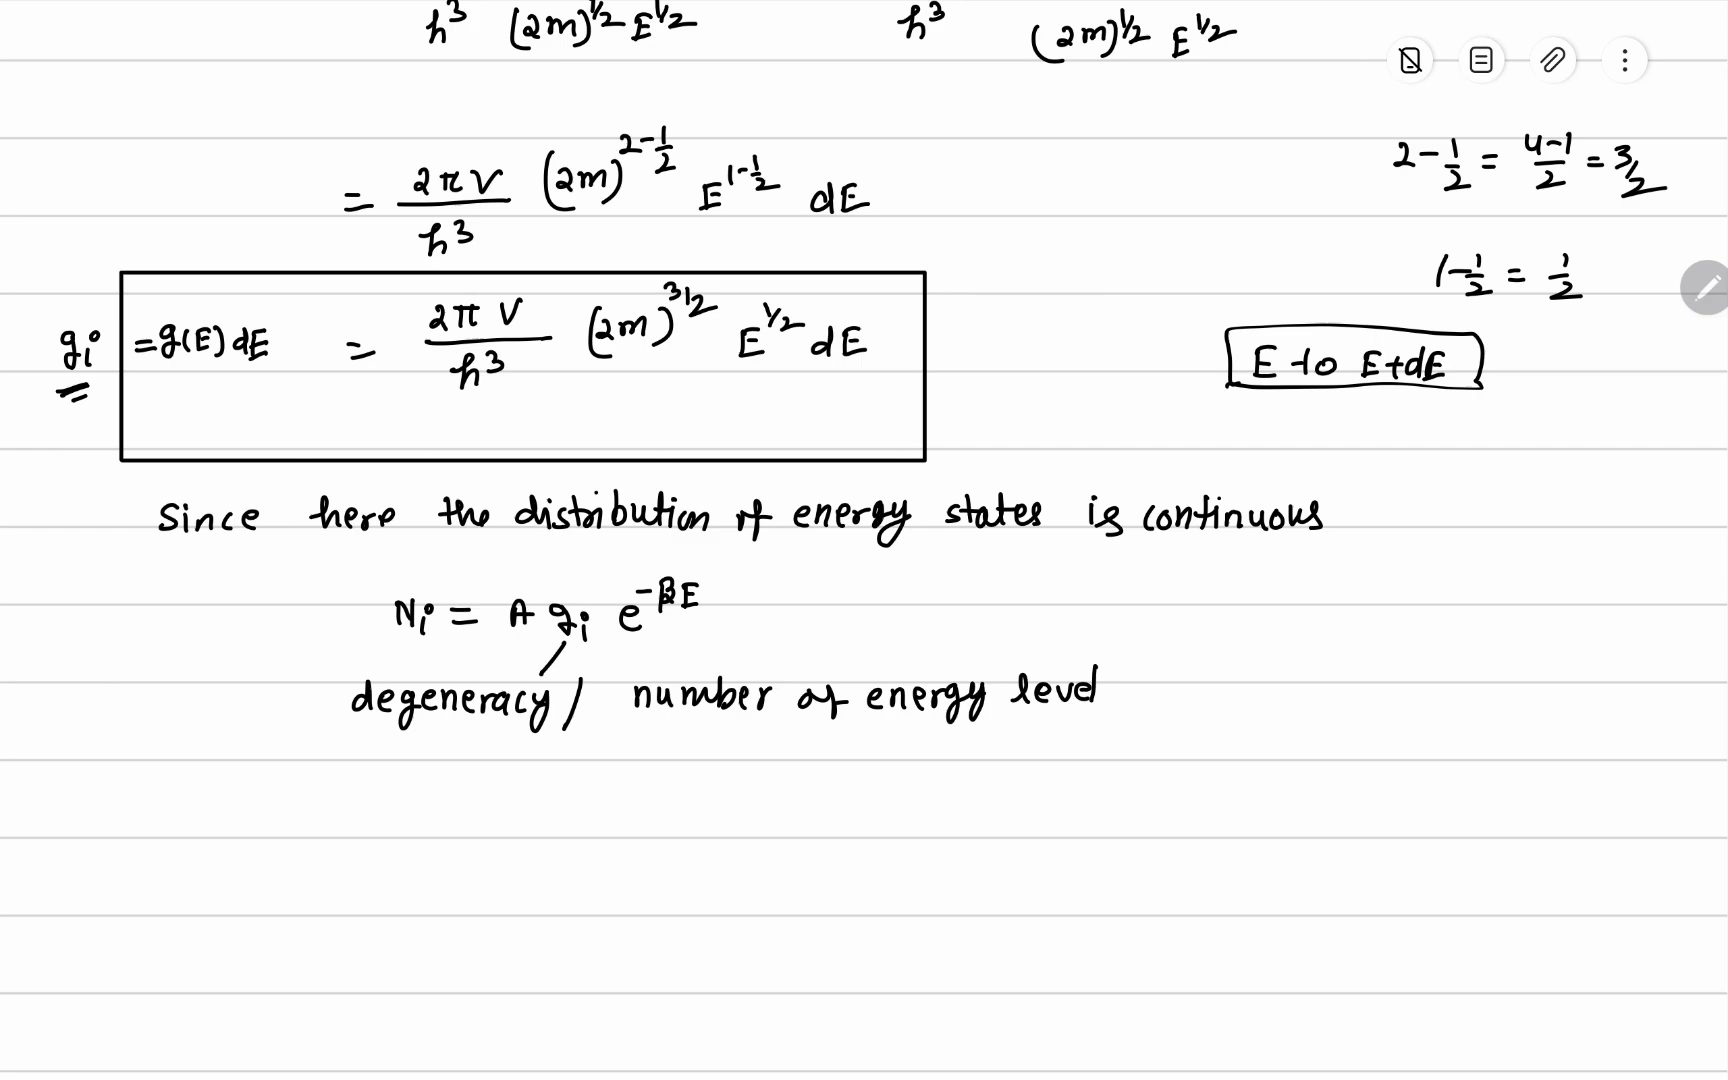 h³ (2m)^1/2 E^1/2 h³ (2m)^1/2 E^1/2
= 2πV/h³ (2m)^2-1/2 E^1-1/2 dE
2-1/2 = 4-1/2 = 3/2
1-1/2 = 1/2
gi = g(E) dE = 2πV/h³ (2m)^3/2 E^1/2 dE
E to E+dE
Since here the distribution of energy states is continuous
Ni = A gi e^-βE
degeneracy / number of energy level